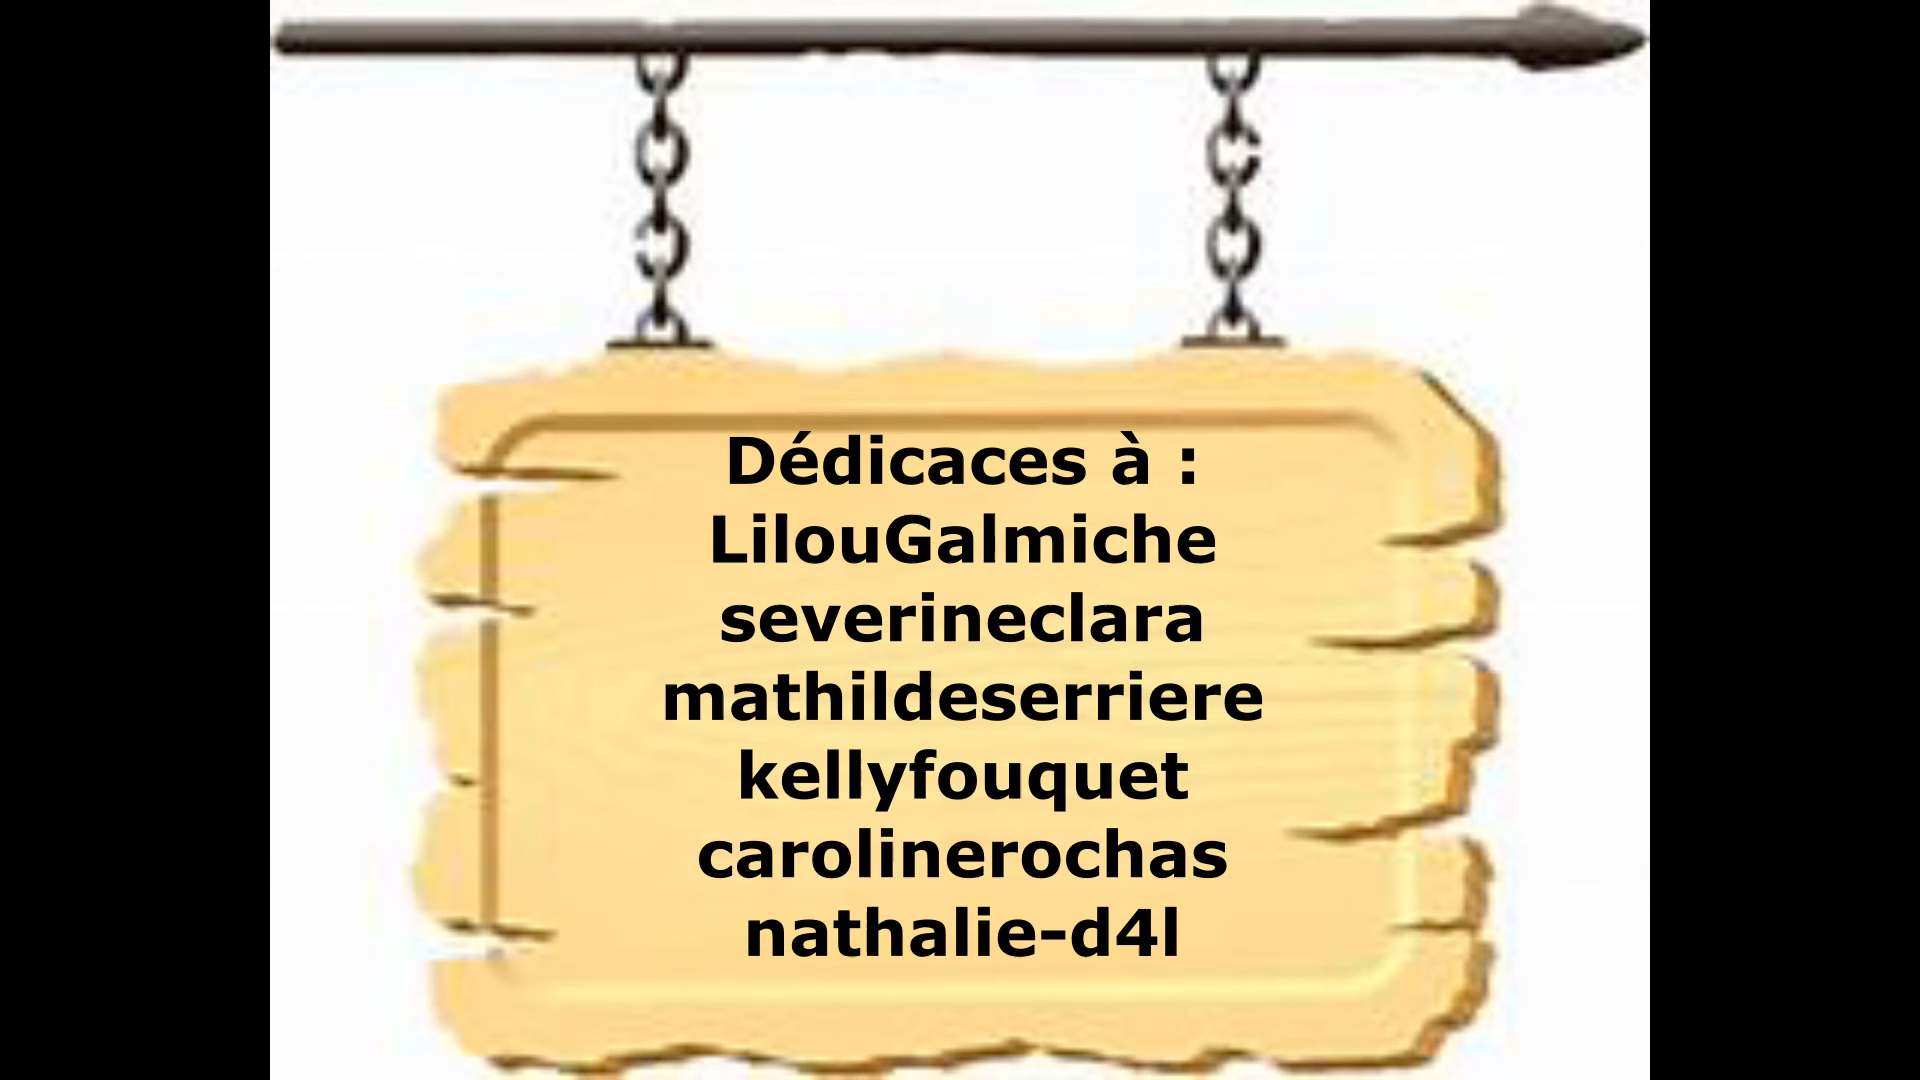 Dédicaces à :
LilouGalmiche
severineclara
mathildeserriere
kellyfouquet
carolinerochas
nathalie-d4l